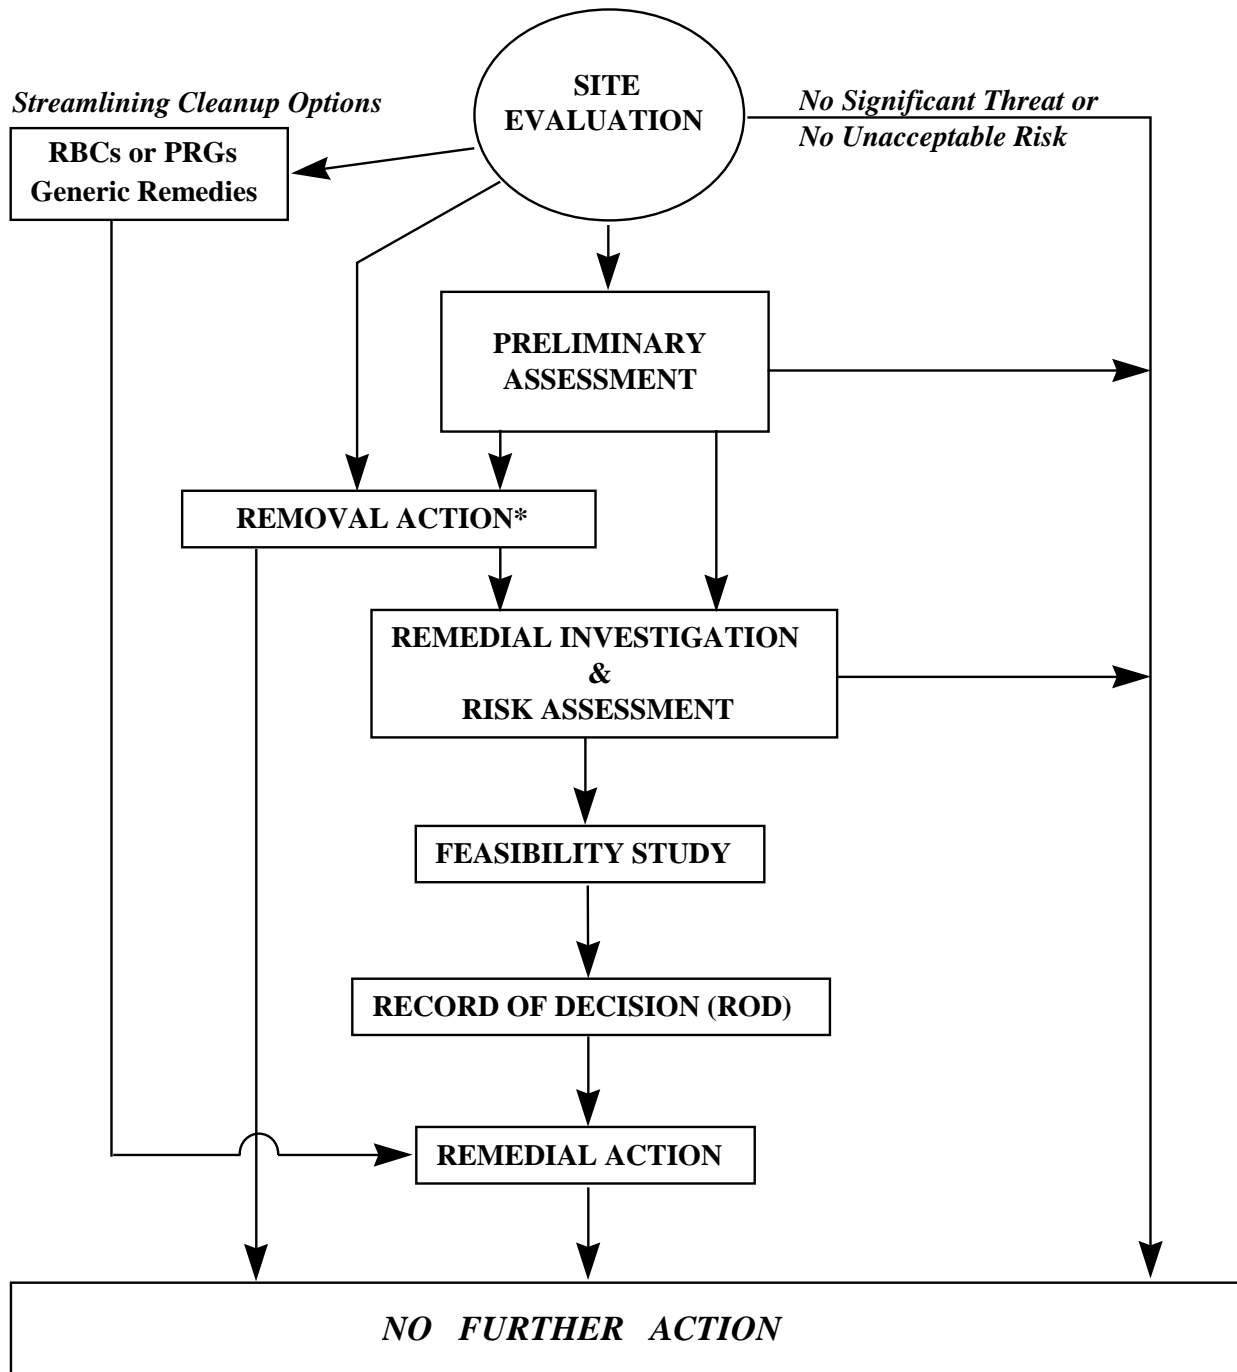 SITE
EVALUATION
Streamlining Cleanup Options
No Significant Threat or
No Unacceptable Risk
RBCs or PRGs
Generic Remedies
PRELIMINARY
ASSESSMENT
REMOVAL ACTION*
REMEDIAL INVESTIGATION
&
RISK ASSESSMENT
FEASIBILITY STUDY
RECORD OF DECISION (ROD)
REMEDIAL ACTION
NO FURTHER ACTION